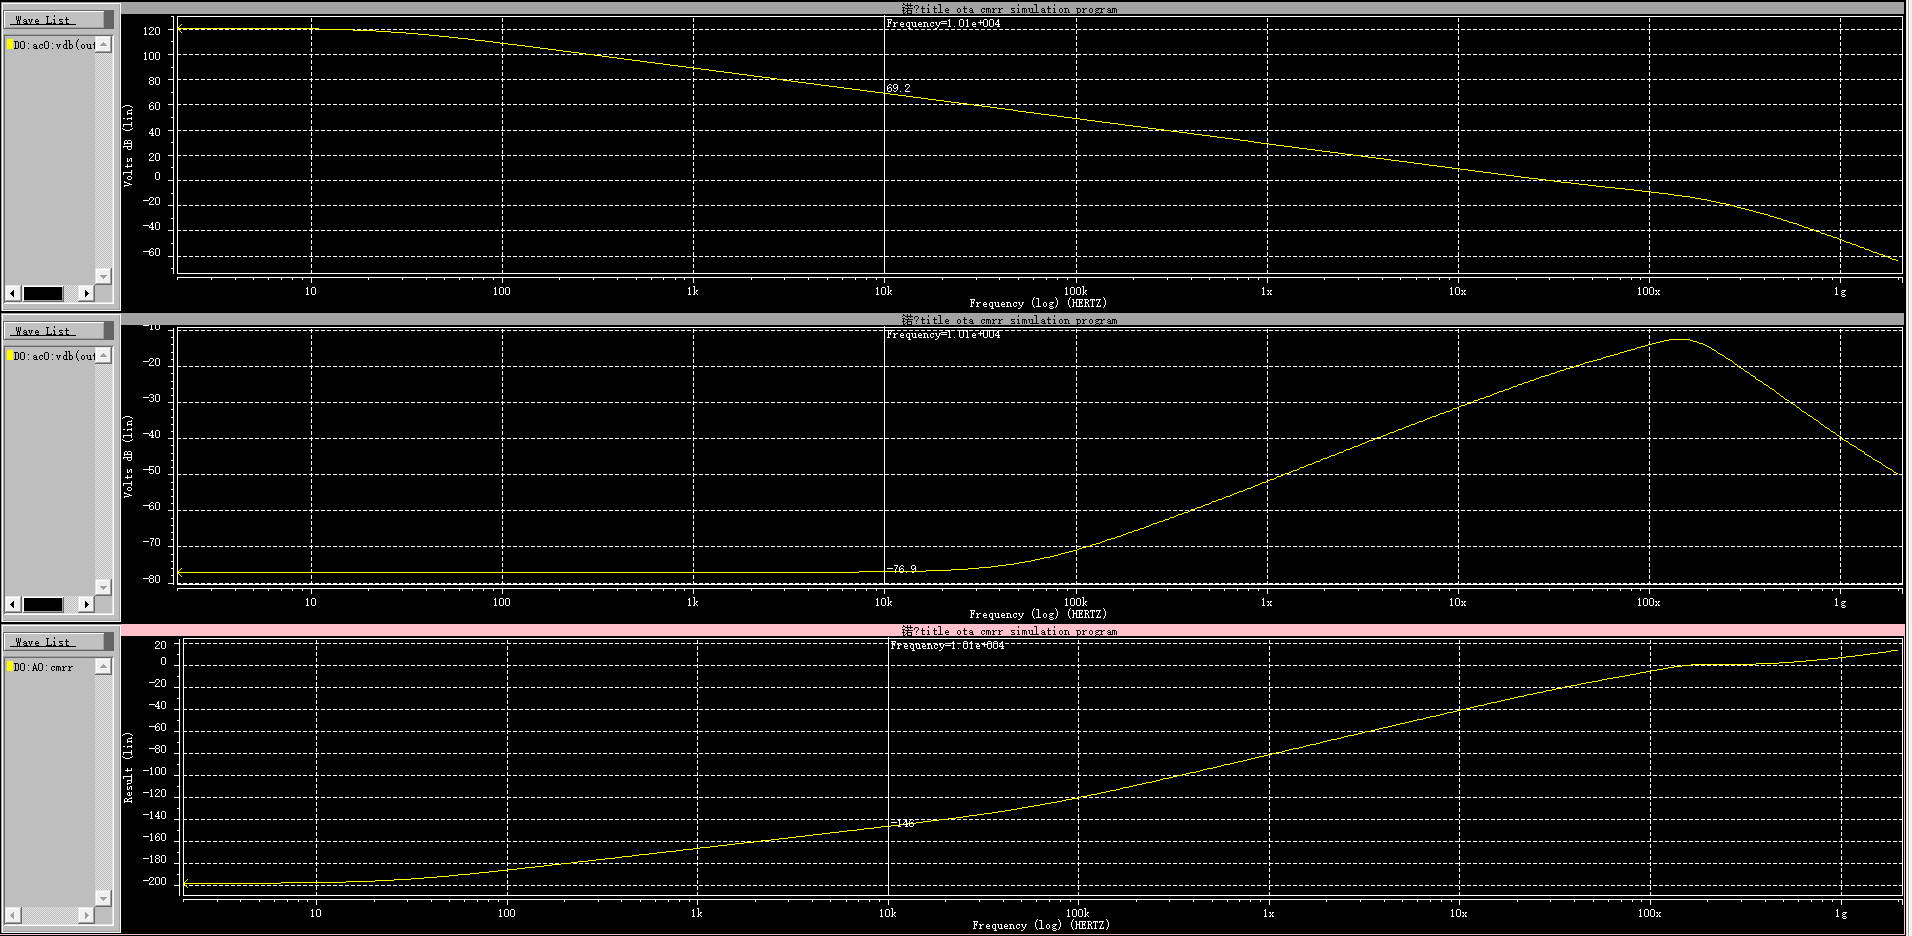 锘?title ota cmrr simulation program
Wave List
D0:ac0:vdb(out
Frequency=1.01e+004
69.2
120
100
80
60
40
20
0
-20
-40
-60
Volts dB (lin)
10
100
1k
10k
100k
1x
10x
100x
1g
Frequency (log) (HERTZ)
锘?title ota cmrr simulation program
Wave List
D0:ac0:vdb(out
Frequency=1.01e+004
-76.9
-10
-20
-30
-40
-50
-60
-70
-80
Volts dB (lin)
10
100
1k
10k
100k
1x
10x
100x
1g
Frequency (log) (HERTZ)
锘?title ota cmrr simulation program
Wave List
D0:A0:cmrr
Frequency=1.01e+004
-146
20
0
-20
-40
-60
-80
-100
-120
-140
-160
-180
-200
Result (lin)
10
100
1k
10k
100k
1x
10x
100x
1g
Frequency (log) (HERTZ)